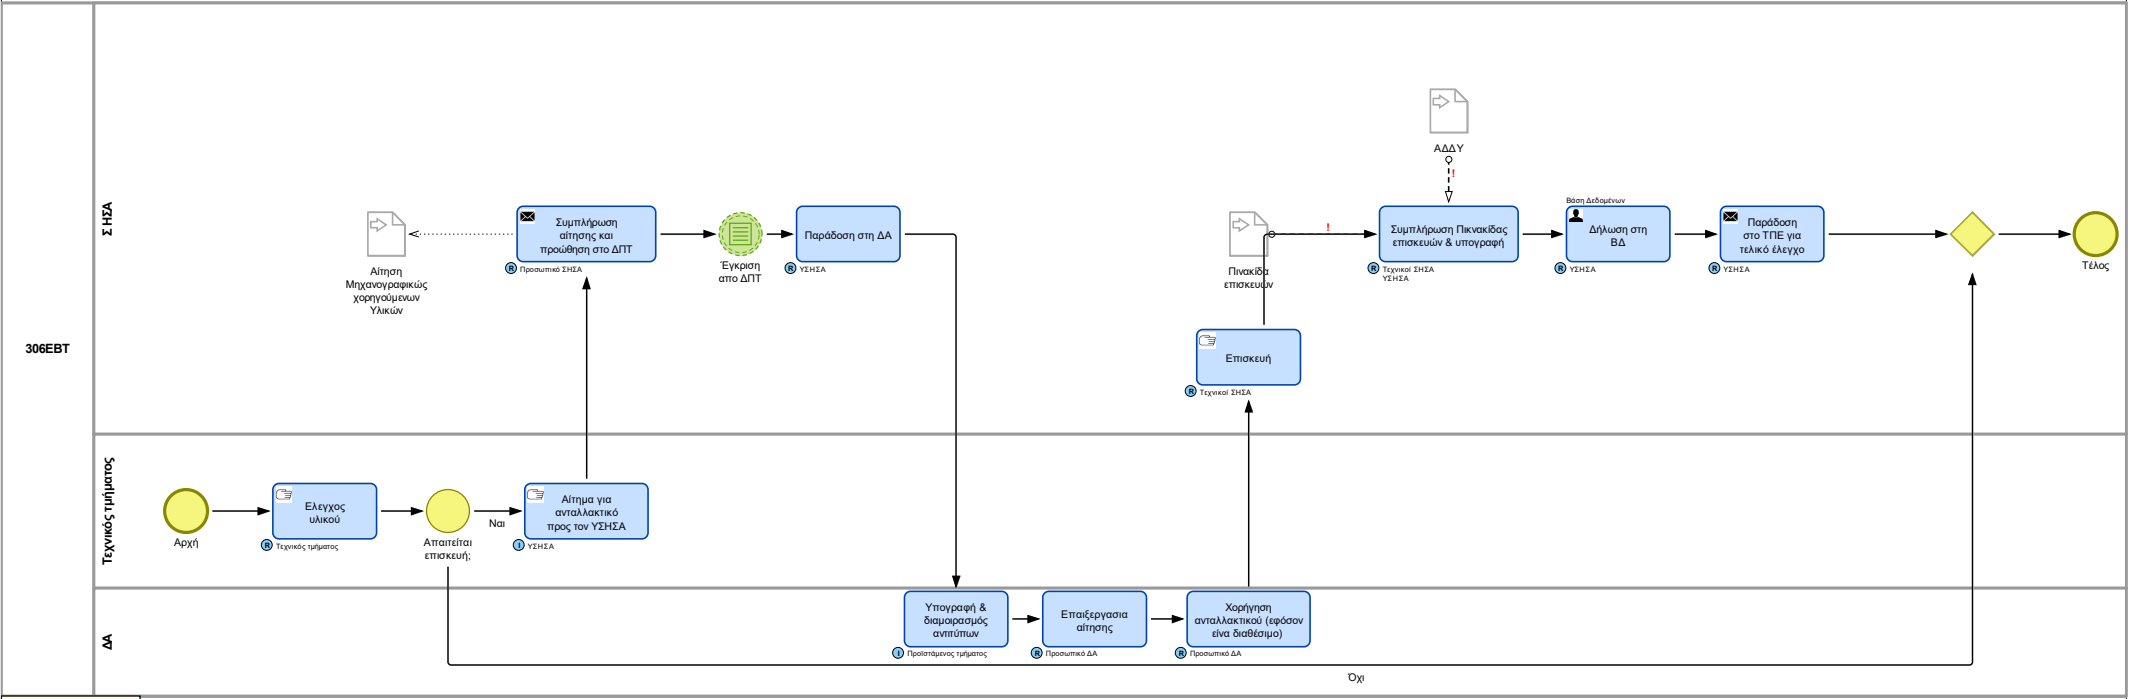 306ΕΒΤ
ΣΗΣΑ
ΑΔΔΥ
!
Αίτηση
Μηχανογραφικώς
χορηγούμενων
Υλικών
Συμπλήρωση
αίτησης και
προώθηση στο ΔΠΤ
R Προσωπικό ΣΗΣΑ
Έγκριση
απο ΔΠΤ
Παράδοση στη ΔΑ
R ΥΣΗΣΑ
Πινακίδα
επισκευών
!
Συμπλήρωση Πικνακίδας
επισκευών & υπογραφή
R Τεχνικοί ΣΗΣΑ
ΥΣΗΣΑ
Βάση Δεδομένων
Δήλωση στη
ΒΔ
R ΥΣΗΣΑ
Παράδοση
στο ΤΠΕ για
τελικό έλεγχο
R ΥΣΗΣΑ
Τέλος
Επισκευή
R Τεχνικοί ΣΗΣΑ
Τεχνικός τμήματος
Αρχή
Ελεγχος
υλικού
R Τεχνικός τμήματος
Απαιτείται
επισκευή;
Ναι
Αίτημα για
ανταλλακτικό
προς τον ΥΣΗΣΑ
I ΥΣΗΣΑ
ΔΑ
Υπογραφή &
διαμοιρασμός
αντιτύπων
I Προϊστάμενος τμήματος
Επαιξεργασια
αίτησης
R Προσωπικό ΔΑ
Χορήγηση
ανταλλακτικού (εφόσον
είνα διαθέσιμο)
R Προσωπικό ΔΑ
Όχι